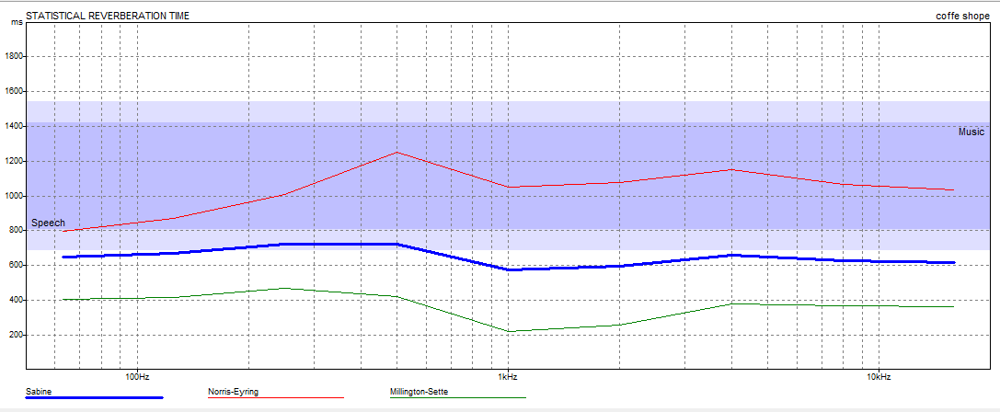 STATISTICAL REVERBERATION TIME
coffe shope
ms
1800
1600
1400
Music
1200
1000
Speech
800
600
400
200
100Hz 1kHz 10kHz
Sabine Norris-Eyring Millington-Sette